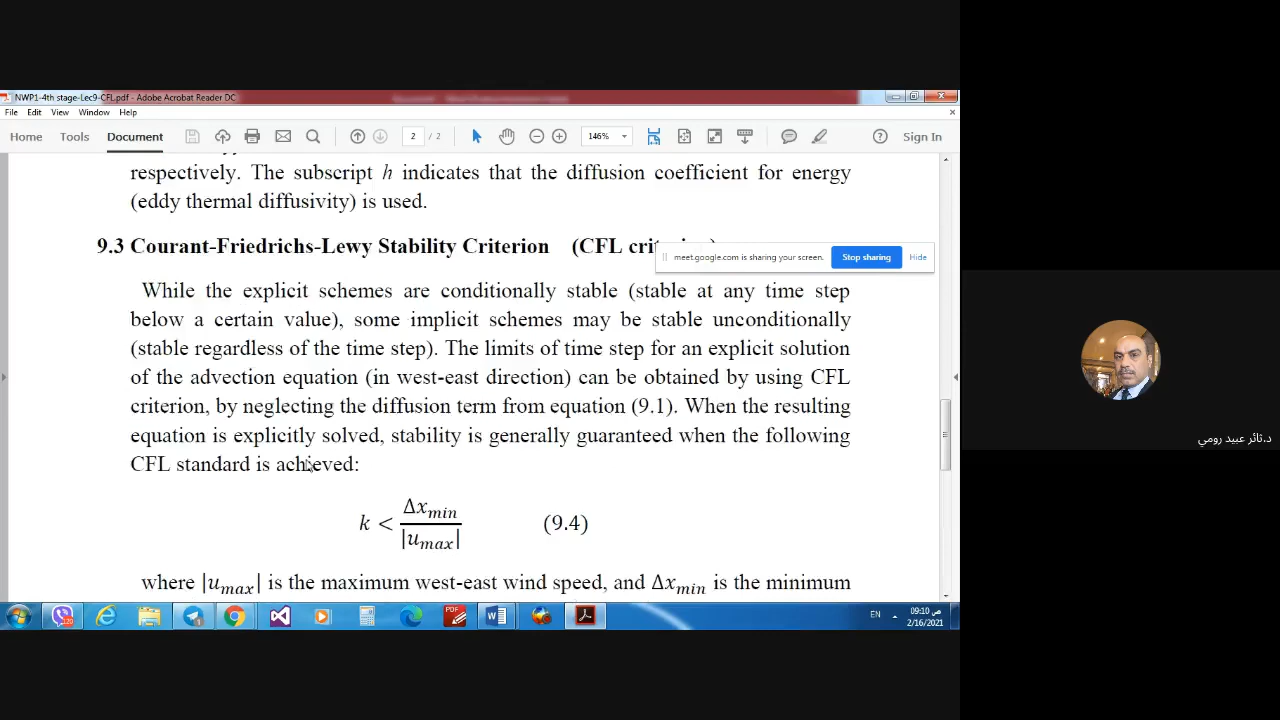 NWP1-4th stage-Lec9-CFL.pdf - Adobe Acrobat Reader DC
File Edit View Window Help
Home Tools Document 2 / 2 146% Sign In
respectively. The subscript h indicates that the diffusion coefficient for energy
(eddy thermal diffusivity) is used.
9.3 Courant-Friedrichs-Lewy Stability Criterion (CFL
meet.google.com is sharing your screen. Stop sharing Hide
While the explicit schemes are conditionally stable (stable at any time step
below a certain value), some implicit schemes may be stable unconditionally
(stable regardless of the time step). The limits of time step for an explicit solution
of the advection equation (in west-east direction) can be obtained by using CFL
criterion, by neglecting the diffusion term from equation (9.1). When the resulting
equation is explicitly solved, stability is generally guaranteed when the following
CFL standard is achieved:
k < Δx_min / |u_max| (9.4)
where |u_max| is the maximum west-east wind speed, and Δx_min is the minimum
د.ثائر عبيد رومي
EN ص 09:10
2/16/2021